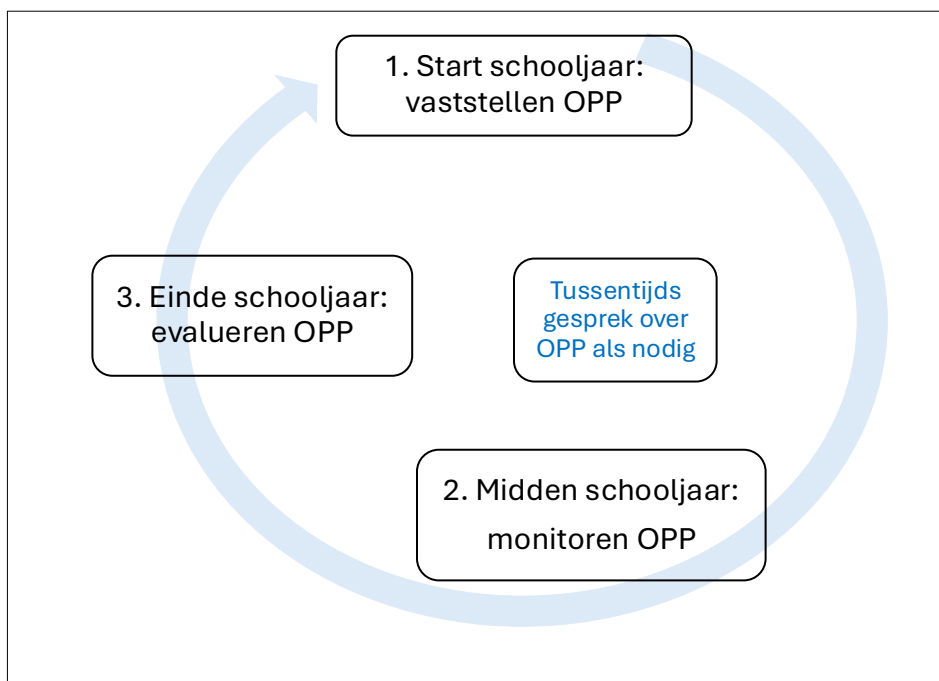 1. Start schooljaar:
vaststellen OPP
3. Einde schooljaar:
evalueren OPP
Tussentijds
gesprek over
OPP als nodig
2. Midden schooljaar:
monitoren OPP